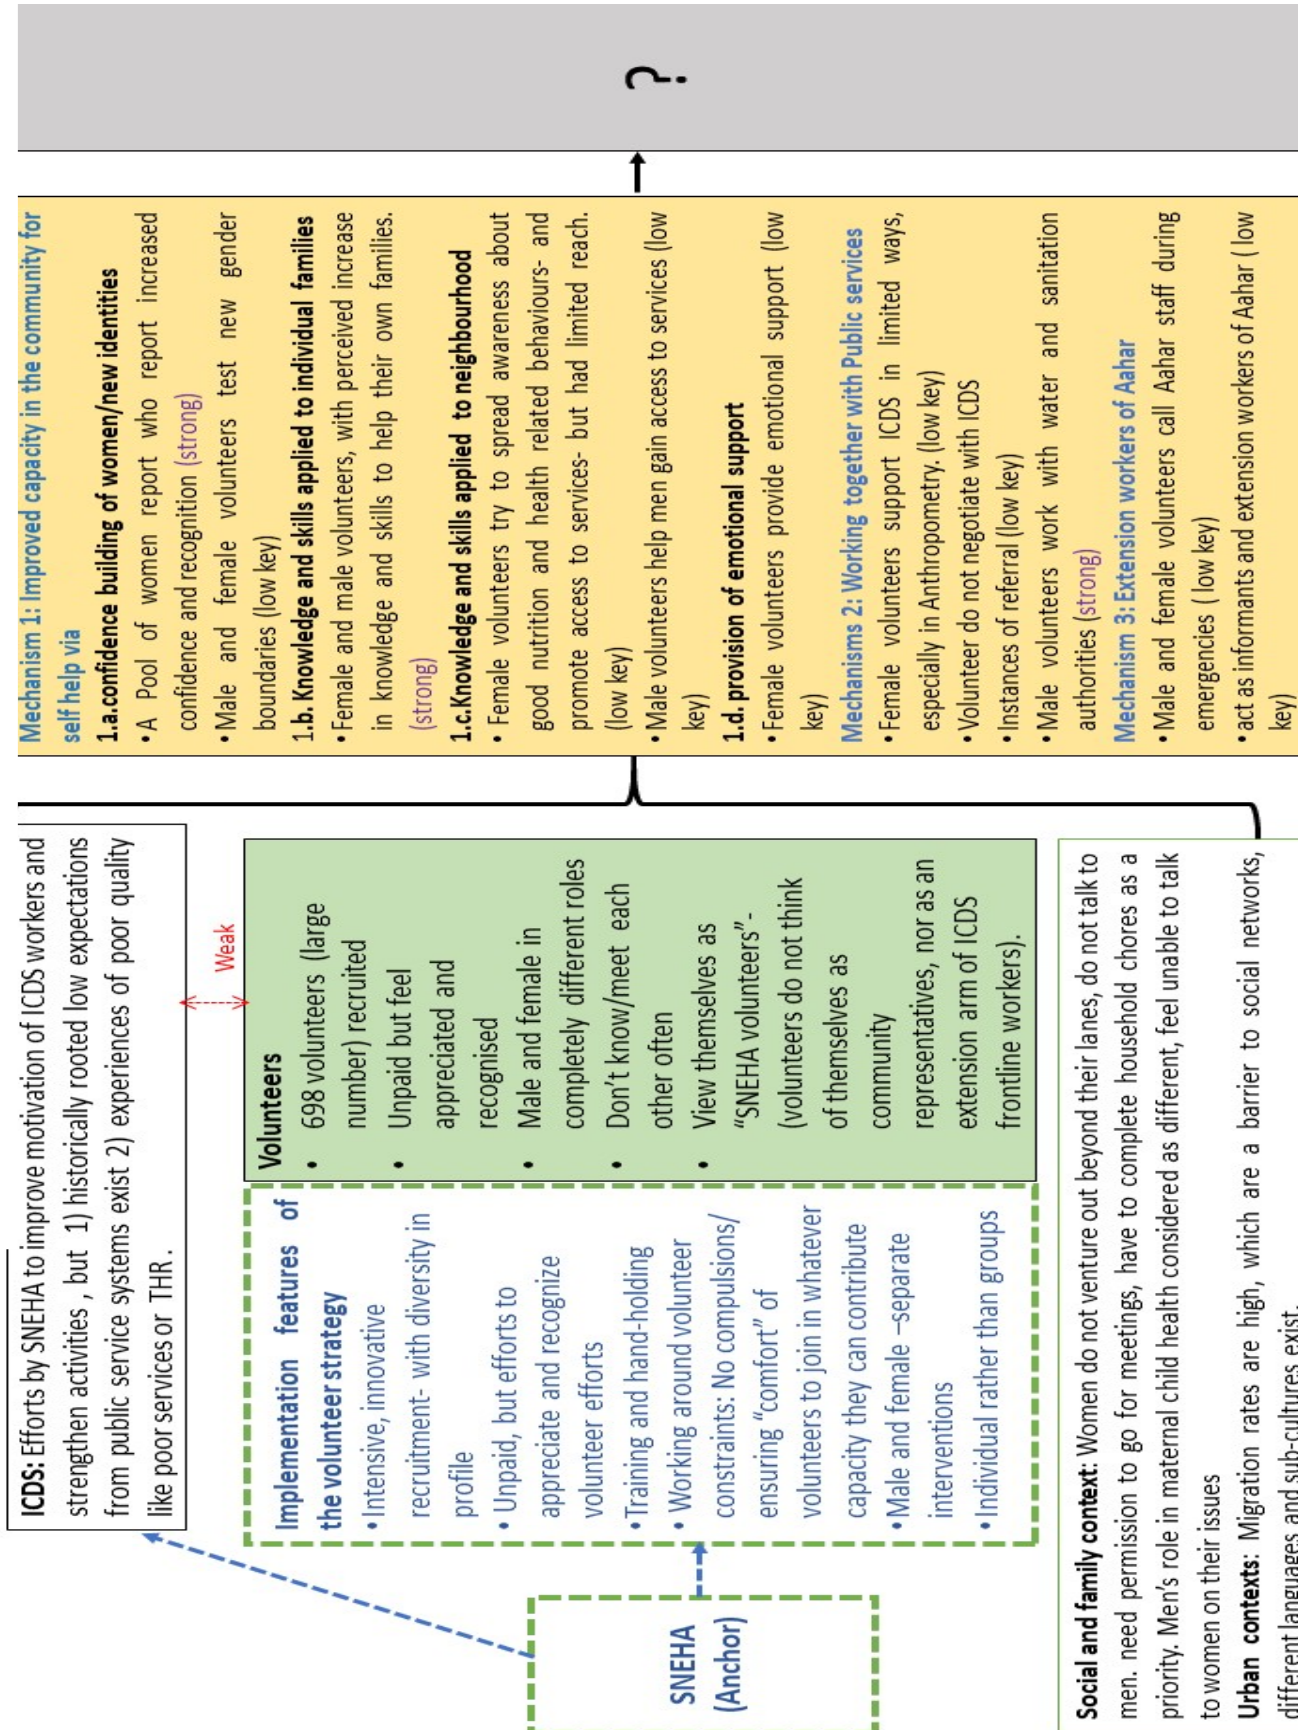 ICDS: Efforts by SNEHA to improve motivation of ICDS workers and
strengthen activities , but 1) historically rooted low expectations
from public service systems exist 2) experiences of poor quality
like poor services or THR.
Weak
SNEHA
(Anchor)
Implementation features of
the volunteer strategy
• Intensive, innovative
recruitment- with diversity in
profile
• Unpaid, but efforts to
appreciate and recognize
volunteer efforts
• Training and hand-holding
• Working around volunteer
constraints: No compulsions/
ensuring “comfort” of
volunteers to join in whatever
capacity they can contribute
• Male and female –separate
interventions
• Individual rather than groups
Volunteers
• 698 volunteers (large
number) recruited
• Unpaid but feel
appreciated and
recognised
• Male and female in
completely different roles
• Don’t know/meet each
other often
• View themselves as
“SNEHA volunteers”-
(volunteers do not think
of themselves as
community
representatives, nor as an
extension arm of ICDS
frontline workers).
Social and family context: Women do not venture out beyond their lanes, do not talk to
men. need permission to go for meetings, have to complete household chores as a
priority. Men’s role in maternal child health considered as different, feel unable to talk
to women on their issues
Urban contexts: Migration rates are high, which are a barrier to social networks,
different languages and sub-cultures exist.
Mechanism 1: Improved capacity in the community for
self help via
1.a.confidence building of women/new identities
• A Pool of women report who report increased
confidence and recognition (strong)
• Male and female volunteers test new gender
boundaries (low key)
1.b. Knowledge and skills applied to individual families
• Female and male volunteers, with perceived increase
in knowledge and skills to help their own families.
(strong)
1.c.Knowledge and skills applied to neighbourhood
• Female volunteers try to spread awareness about
good nutrition and health related behaviours- and
promote access to services- but had limited reach.
(low key)
• Male volunteers help men gain access to services (low
key)
1.d. provision of emotional support
• Female volunteers provide emotional support (low
key)
Mechanisms 2: Working together with Public services
• Female volunteers support ICDS in limited ways,
especially in Anthropometry. (low key)
• Volunteer do not negotiate with ICDS
• Instances of referral (low key)
• Male volunteers work with water and sanitation
authorities (strong)
Mechanism 3: Extension workers of Aahar
• Male and female volunteers call Aahar staff during
emergencies ( low key)
• act as informants and extension workers of Aahar ( low
key)
?